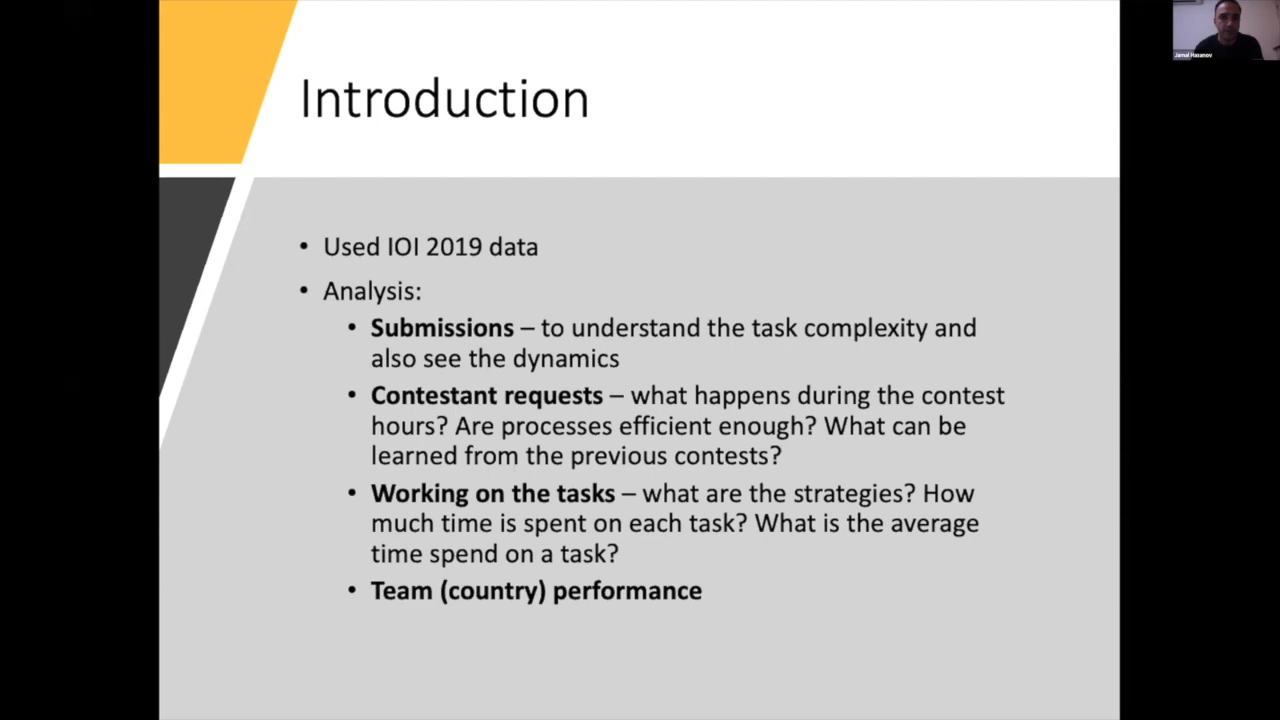 Introduction
• Used IOI 2019 data
• Analysis:
• Submissions – to understand the task complexity and
also see the dynamics
• Contestant requests – what happens during the contest
hours? Are processes efficient enough? What can be
learned from the previous contests?
• Working on the tasks – what are the strategies? How
much time is spent on each task? What is the average
time spend on a task?
• Team (country) performance
Jamal Hasanov